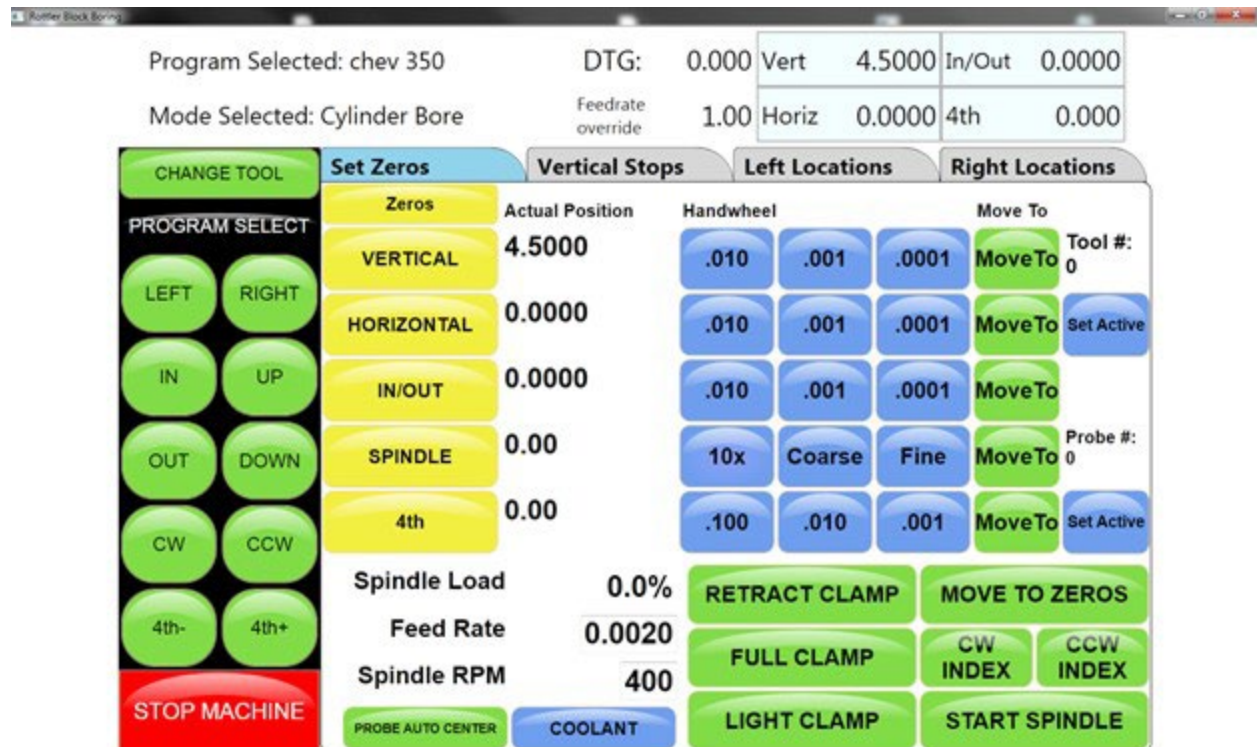 Rottler Block Boring
Program Selected: chev 350
DTG: 0.000
Vert 4.5000
In/Out 0.0000
Mode Selected: Cylinder Bore
Feedrate override 1.00
Horiz 0.0000
4th 0.000
CHANGE TOOL
PROGRAM SELECT
LEFT RIGHT
IN UP
OUT DOWN
CW CCW
4th- 4th+
STOP MACHINE
Set Zeros Vertical Stops Left Locations Right Locations
Zeros Actual Position Handwheel Move To
VERTICAL 4.5000 .010 .001 .0001 MoveTo Tool #: 0
HORIZONTAL 0.0000 .010 .001 .0001 MoveTo Set Active
IN/OUT 0.0000 .010 .001 .0001 MoveTo
SPINDLE 0.00 10x Coarse Fine MoveTo Probe #: 0
4th 0.00 .100 .010 .001 MoveTo Set Active
Spindle Load 0.0%
Feed Rate 0.0020
Spindle RPM 400
PROBE AUTO CENTER COOLANT
RETRACT CLAMP MOVE TO ZEROS
FULL CLAMP CW INDEX CCW INDEX
LIGHT CLAMP START SPINDLE